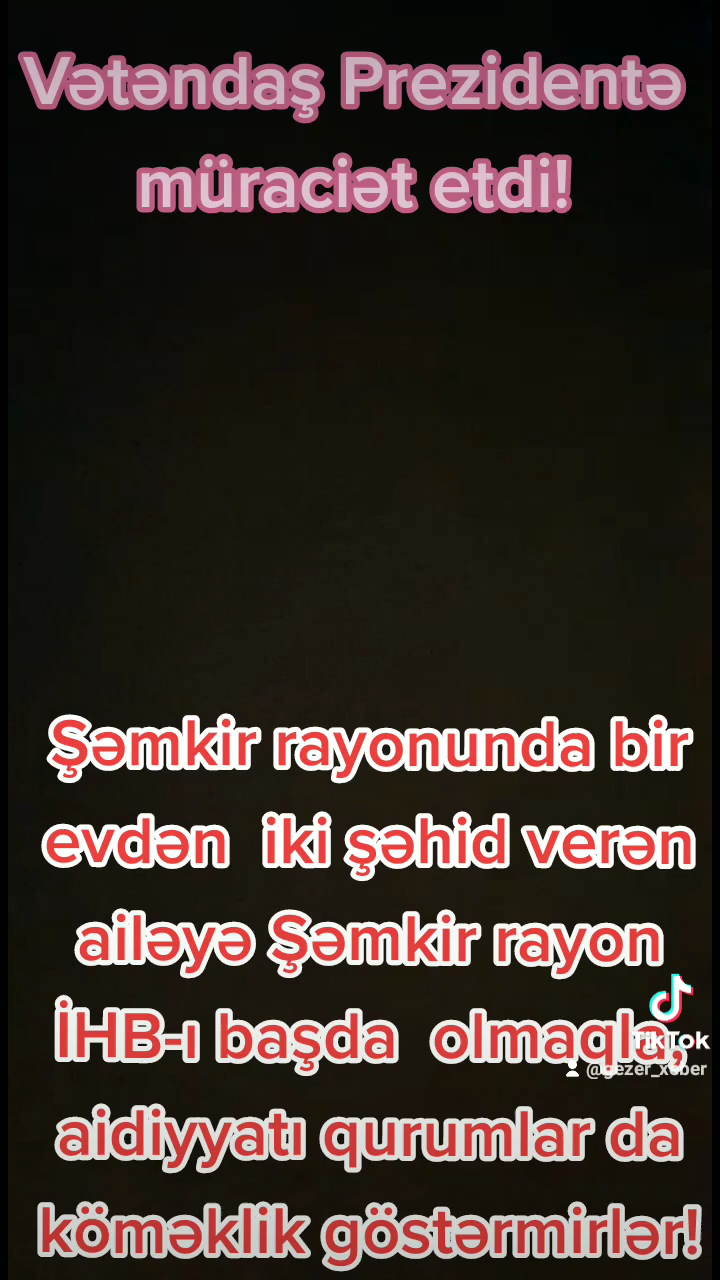 Vətəndaş Prezidentə
müraciət etdi!
Şəmkir rayonunda bir
evdən iki şəhid verən
ailəyə Şəmkir rayon
İHB-ı başda olmaqla,
aidiyyatı qurumlar da
köməklik göstərmirlər!
TikTok
@gezer_xeber